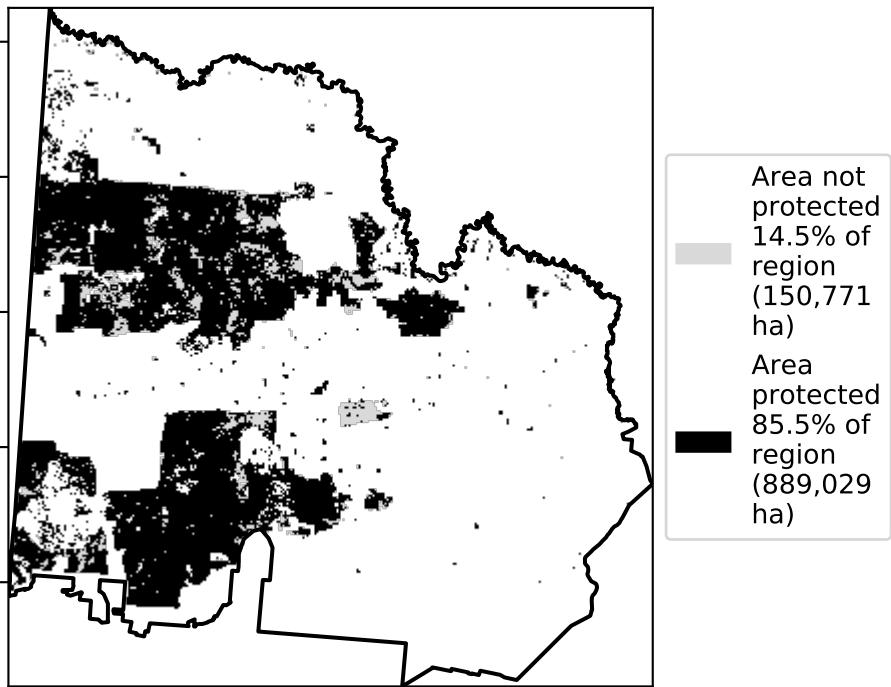 Area not
protected
14.5% of
region
(150,771
ha)
Area
protected
85.5% of
region
(889,029
ha)